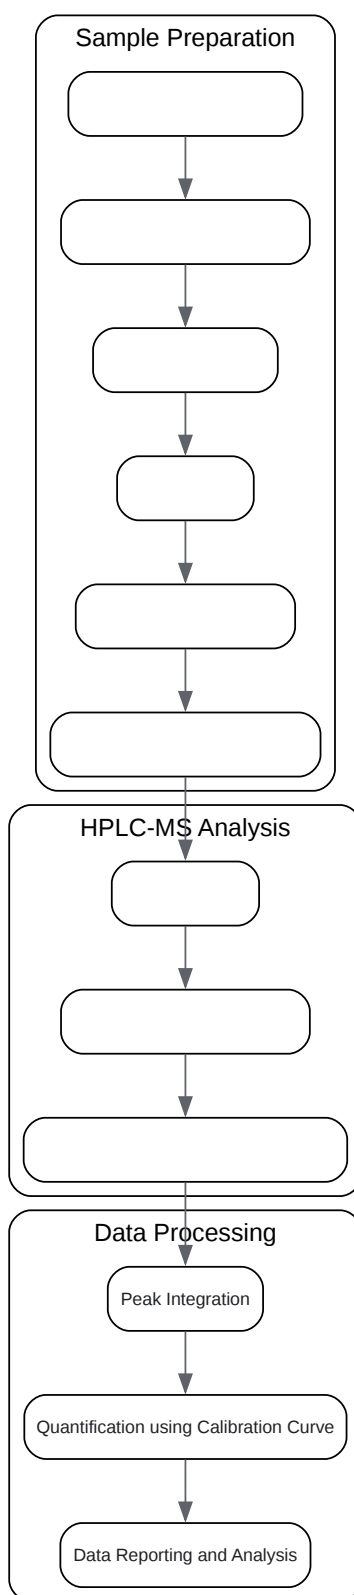 Sample Preparation
HPLC-MS Analysis
Data Processing
Peak Integration
Quantification using Calibration Curve
Data Reporting and Analysis